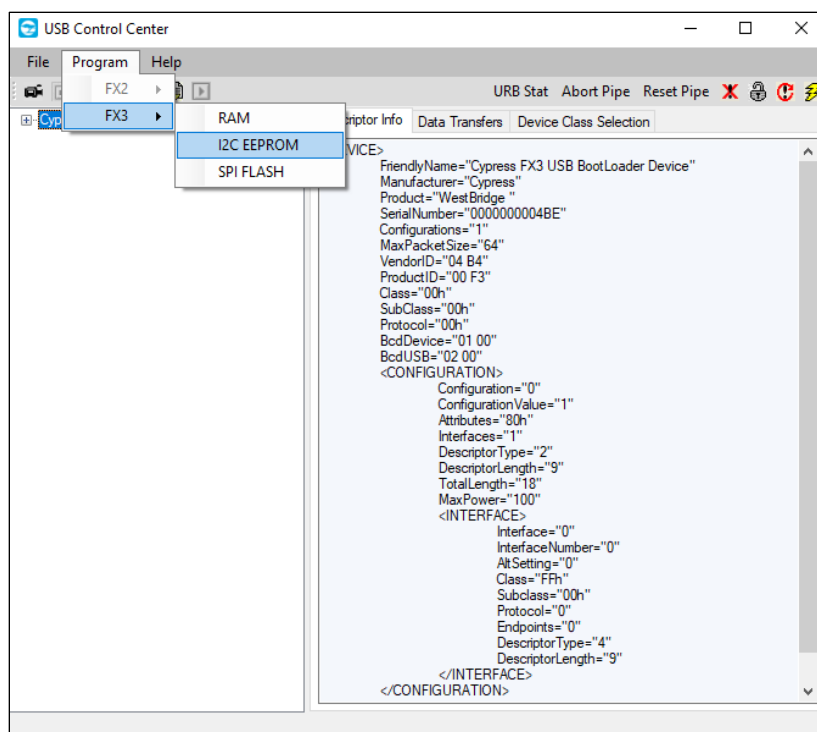 USB Control Center
File Program Help
FX2
URB Stat Abort Pipe Reset Pipe
FX3
RAM
I2C EEPROM
SPI FLASH
Cyp
riptor Info Data Transfers Device Class Selection
VICE>
FriendlyName="Cypress FX3 USB BootLoader Device"
Manufacturer="Cypress"
Product="WestBridge "
SerialNumber="0000000004BE"
Configurations="1"
MaxPacketSize="64"
VendorID="04 B4"
ProductID="00 F3"
Class="00h"
SubClass="00h"
Protocol="00h"
BcdDevice="01 00"
BcdUSB="02 00"
<CONFIGURATION>
Configuration="0"
ConfigurationValue="1"
Attributes="80h"
Interfaces="1"
DescriptorType="2"
DescriptorLength="9"
TotalLength="18"
MaxPower="100"
<INTERFACE>
Interface="0"
InterfaceNumber="0"
AltSetting="0"
Class="FFh"
Subclass="00h"
Protocol="0"
Endpoints="0"
DescriptorType="4"
DescriptorLength="9"
</INTERFACE>
</CONFIGURATION>